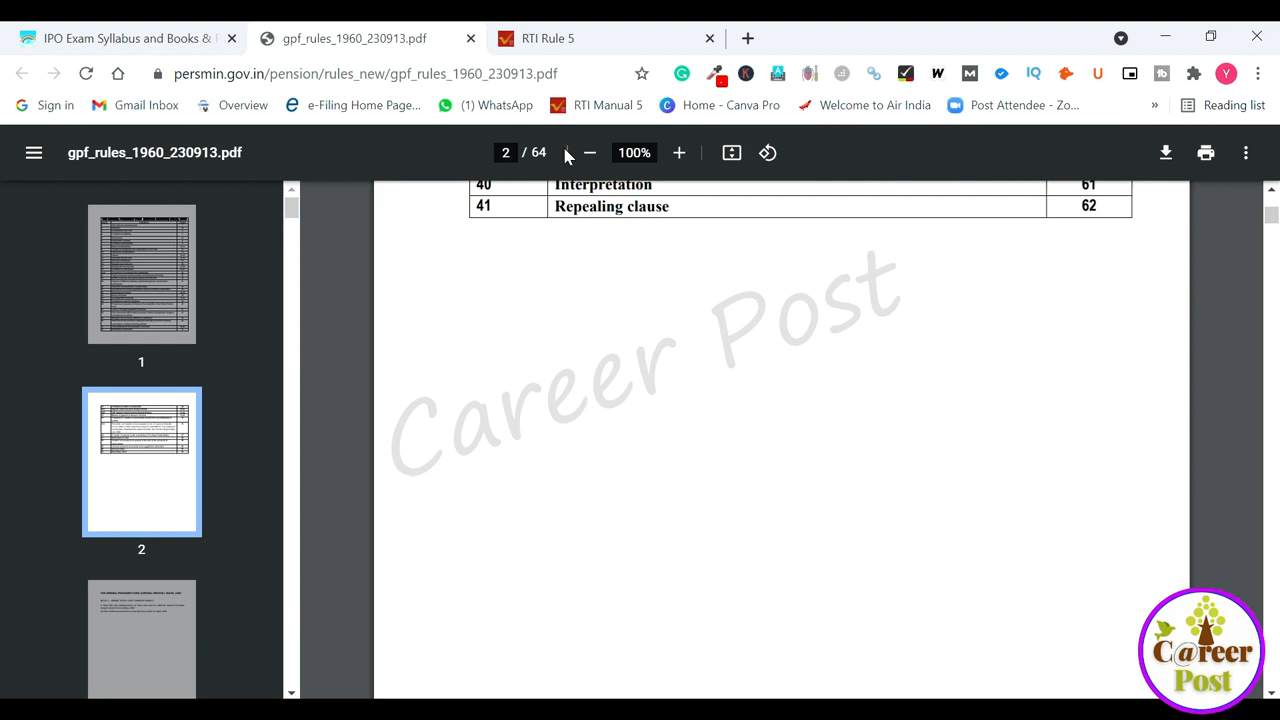 IPO Exam Syllabus and Books & F
gpf_rules_1960_230913.pdf
RTI Rule 5
persmin.gov.in/pension/rules_new/gpf_rules_1960_230913.pdf
Sign in
Gmail Inbox
Overview
e-Filing Home Page...
(1) WhatsApp
RTI Manual 5
Home - Canva Pro
Welcome to Air India
Post Attendee - Zo...
»
Reading list
gpf_rules_1960_230913.pdf
2 / 64
100%
40 Interpretation 61
41 Repealing clause 62
Career Post
1
2
C@reer
Post